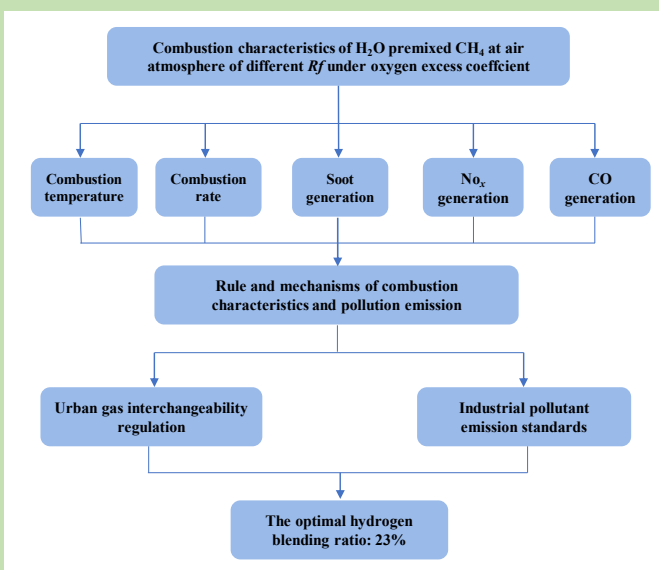 Combustion characteristics of H₂O premixed CH₄ at air
atmosphere of different Rf under oxygen excess coeffcient
Combustion
temperature
Combustion
rate
Soot
generation
Noₓ
generation
CO
generation
Rule and mechanisms of combustion
characteristics and pollution emission
Urban gas interchangeability
regulation
Industrial pollutant
emission standards
The optimal hydrogen
blending ratio: 23%